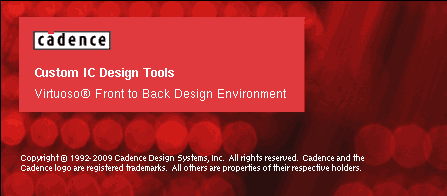 cādence
Custom IC Design Tools
Virtuoso® Front to Back Design Environment
Copyright © 1992-2009 Cadence Design Systems, Inc. All rights reserved. Cadence and the
Cadence logo are registered trademarks. All others are properties of their respective holders.